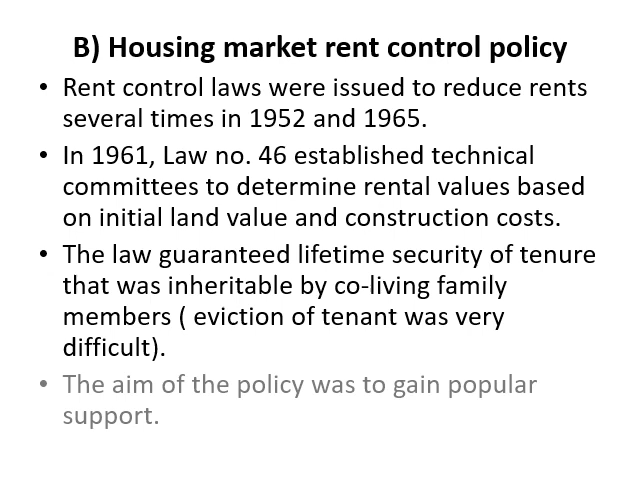 B) Housing market rent control policy
• Rent control laws were issued to reduce rents
several times in 1952 and 1965.
• In 1961, Law no. 46 established technical
committees to determine rental values based
on initial land value and construction costs.
• The law guaranteed lifetime security of tenure
that was inheritable by co-living family
members ( eviction of tenant was very
difficult).
• The aim of the policy was to gain popular
support.